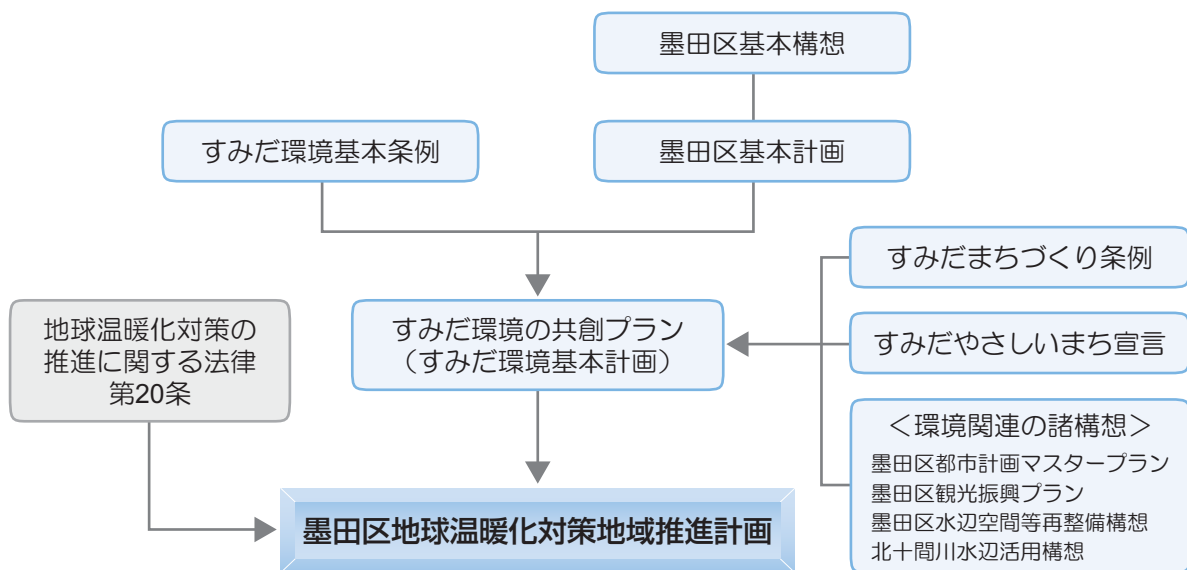 墨田区基本構想
すみだ環境基本条例
墨田区基本計画
すみだまちづくり条例
地球温暖化対策の
推進に関する法律
第20条
すみだ環境の共創プラン
（すみだ環境基本計画）
すみだやさしいまち宣言
＜環境関連の諸構想＞
墨田区都市計画マスタープラン
墨田区観光振興プラン
墨田区水辺空間等再整備構想
北十間川水辺活用構想
墨田区地球温暖化対策地域推進計画